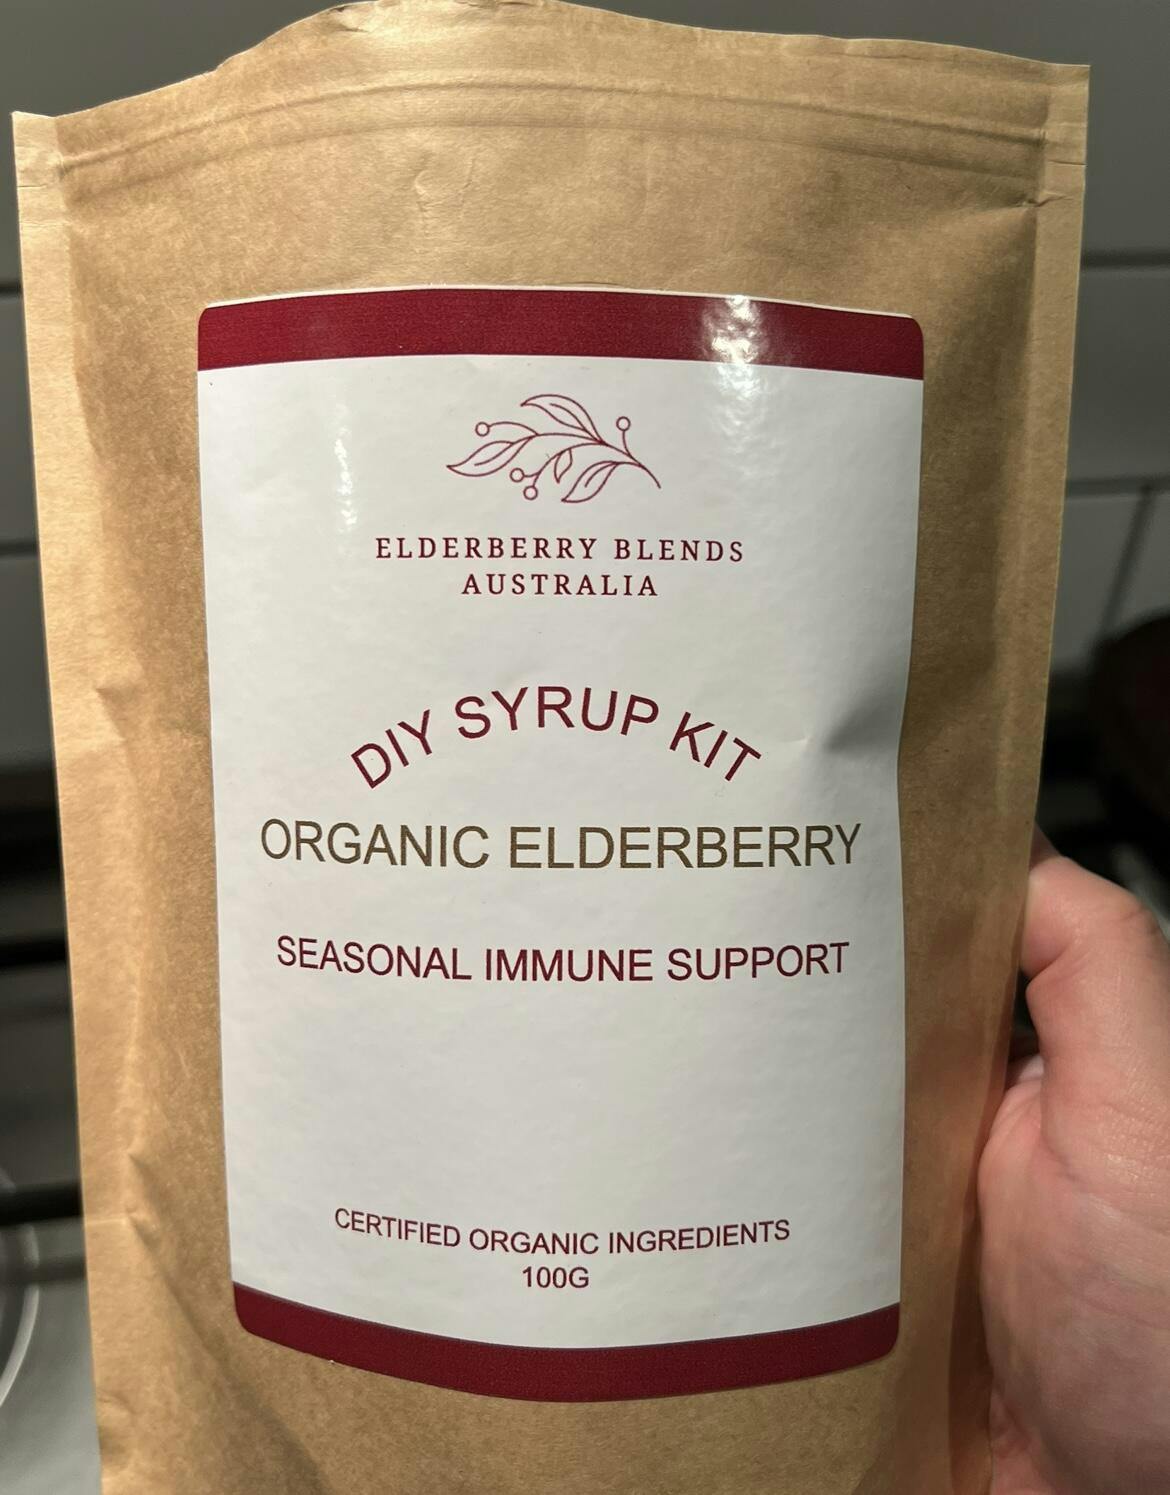 ELDERBERRY BLENDS
AUSTRALIA
DIY SYRUP KIT
ORGANIC ELDERBERRY
SEASONAL IMMUNE SUPPORT
CERTIFIED ORGANIC INGREDIENTS
100G